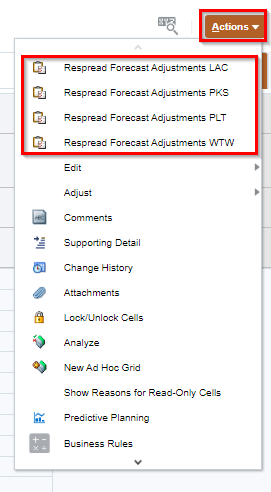 Actions
Respread Forecast Adjustments LAC
Respread Forecast Adjustments PKS
Respread Forecast Adjustments PLT
Respread Forecast Adjustments WTW
Edit
Adjust
Comments
Supporting Detail
Change History
Attachments
Lock/Unlock Cells
Analyze
New Ad Hoc Grid
Show Reasons for Read-Only Cells
Predictive Planning
Business Rules